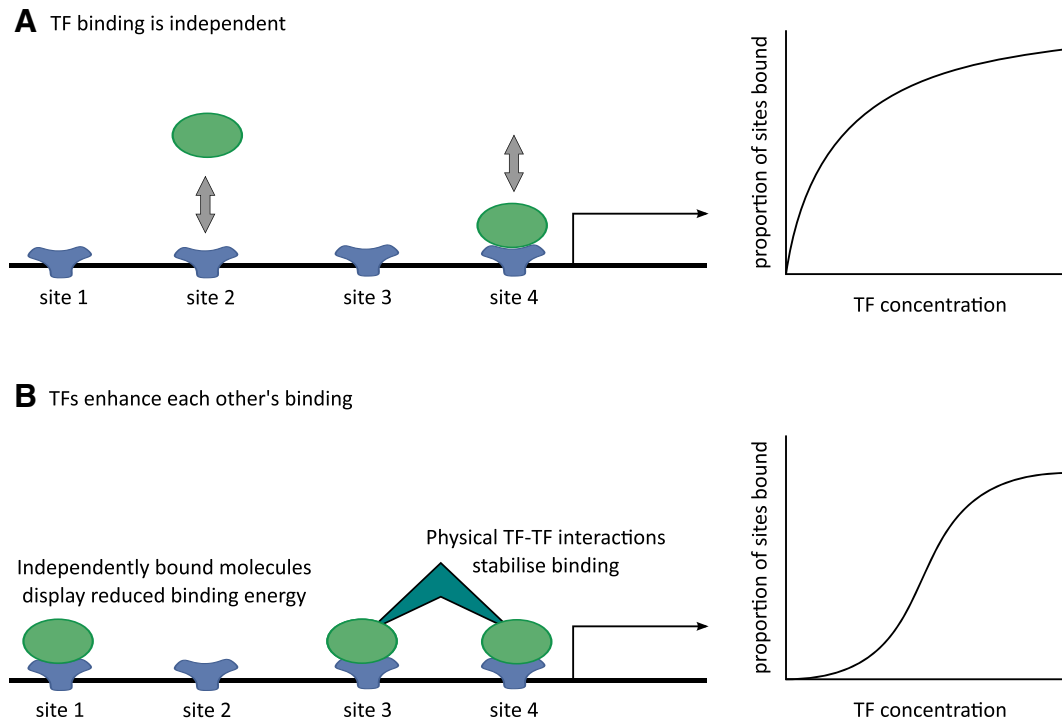 A TF binding is independent
proportion of sites bound
site 1 site 2 site 3 site 4
TF concentration
B TFs enhance each other's binding
proportion of sites bound
Physical TF-TF interactions
stabilise binding
Independently bound molecules
display reduced binding energy
site 1 site 2 site 3 site 4
TF concentration